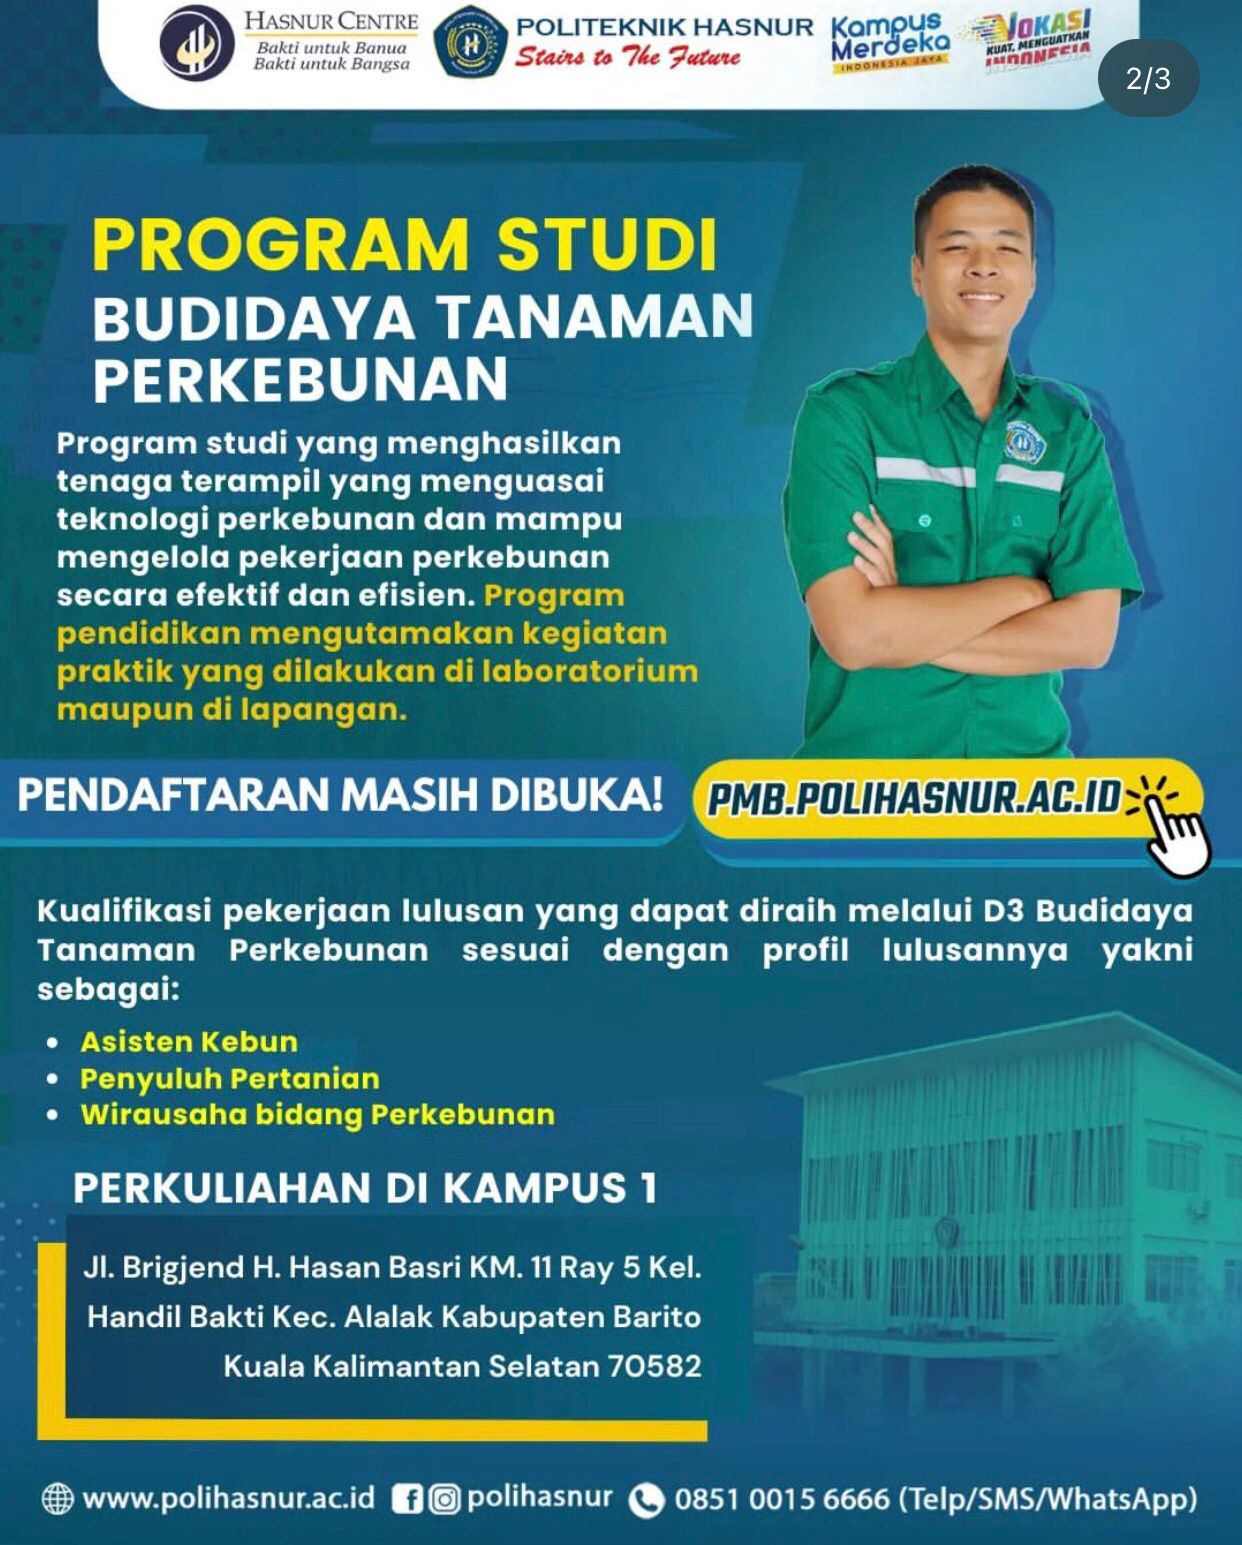 HASNUR CENTRE
Bakti untuk Banua
Bakti untuk Bangsa
POLITEKNIK HASNUR
Stairs to The Future
Kampus
Merdeka
INDONESIA JAYA
VOKASI
KUAT, MENGUATKAN
INDONESIA
2/3
PROGRAM STUDI
BUDIDAYA TANAMAN
PERKEBUNAN
Program studi yang menghasilkan
tenaga terampil yang menguasai
teknologi perkebunan dan mampu
mengelola pekerjaan perkebunan
secara efektif dan efisien. Program
pendidikan mengutamakan kegiatan
praktik yang dilakukan di laboratorium
maupun di lapangan.
PENDAFTARAN MASIH DIBUKA!
PMB.POLIHASNUR.AC.ID
Kualifikasi pekerjaan lulusan yang dapat diraih melalui D3 Budidaya
Tanaman Perkebunan sesuai dengan profil lulusannya yakni
sebagai:
• Asisten Kebun
• Penyuluh Pertanian
• Wirausaha bidang Perkebunan
PERKULIAHAN DI KAMPUS 1
Jl. Brigjend H. Hasan Basri KM. 11 Ray 5 Kel.
Handil Bakti Kec. Alalak Kabupaten Barito
Kuala Kalimantan Selatan 70582
www.polihasnur.ac.id polihasnur 0851 0015 6666 (Telp/SMS/WhatsApp)